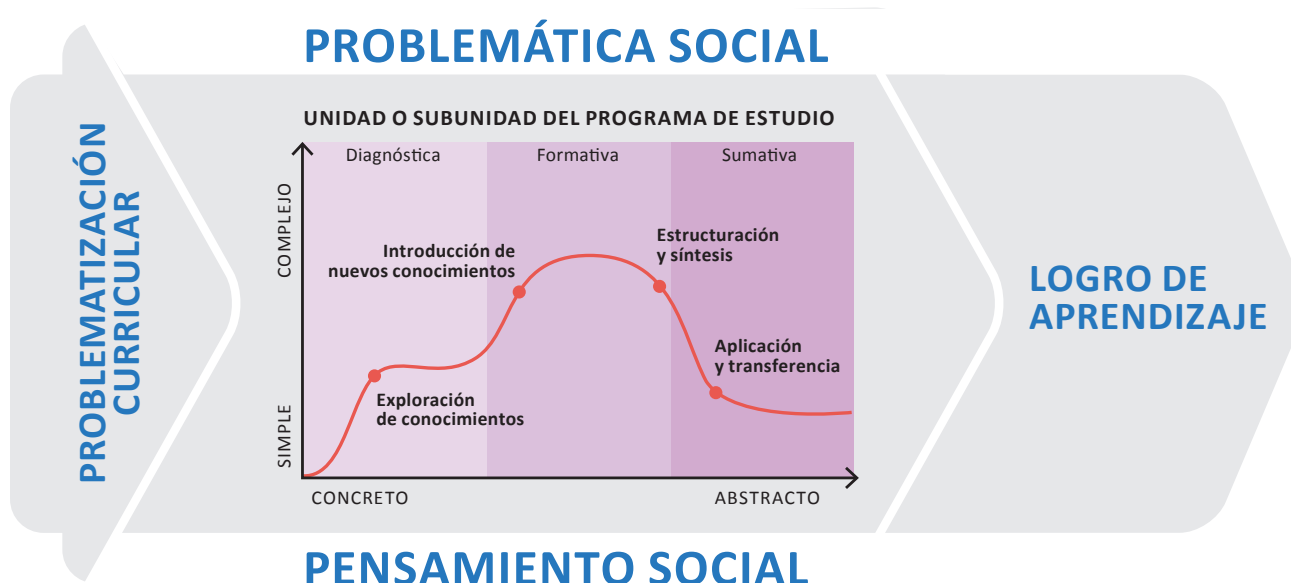 PROBLEMÁTICA SOCIAL
PROBLEMATIZACIÓN
CURRICULAR
UNIDAD O SUBUNIDAD DEL PROGRAMA DE ESTUDIO
Diagnóstica
Formativa
Sumativa
COMPLEJO
SIMPLE
Introducción de
nuevos conocimientos
Estructuración
y síntesis
Exploración
de conocimientos
Aplicación
y transferencia
CONCRETO
ABSTRACTO
LOGRO DE
APRENDIZAJE
PENSAMIENTO SOCIAL